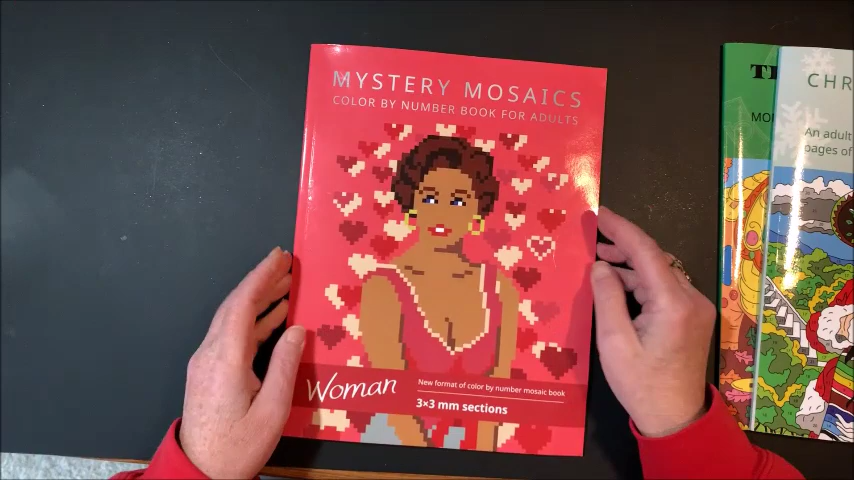 MYSTERY MOSAICS
COLOR BY NUMBER BOOK FOR ADULTS
Woman
New format of color by number mosaic book
3×3 mm sections
CHR
An adult
pages of